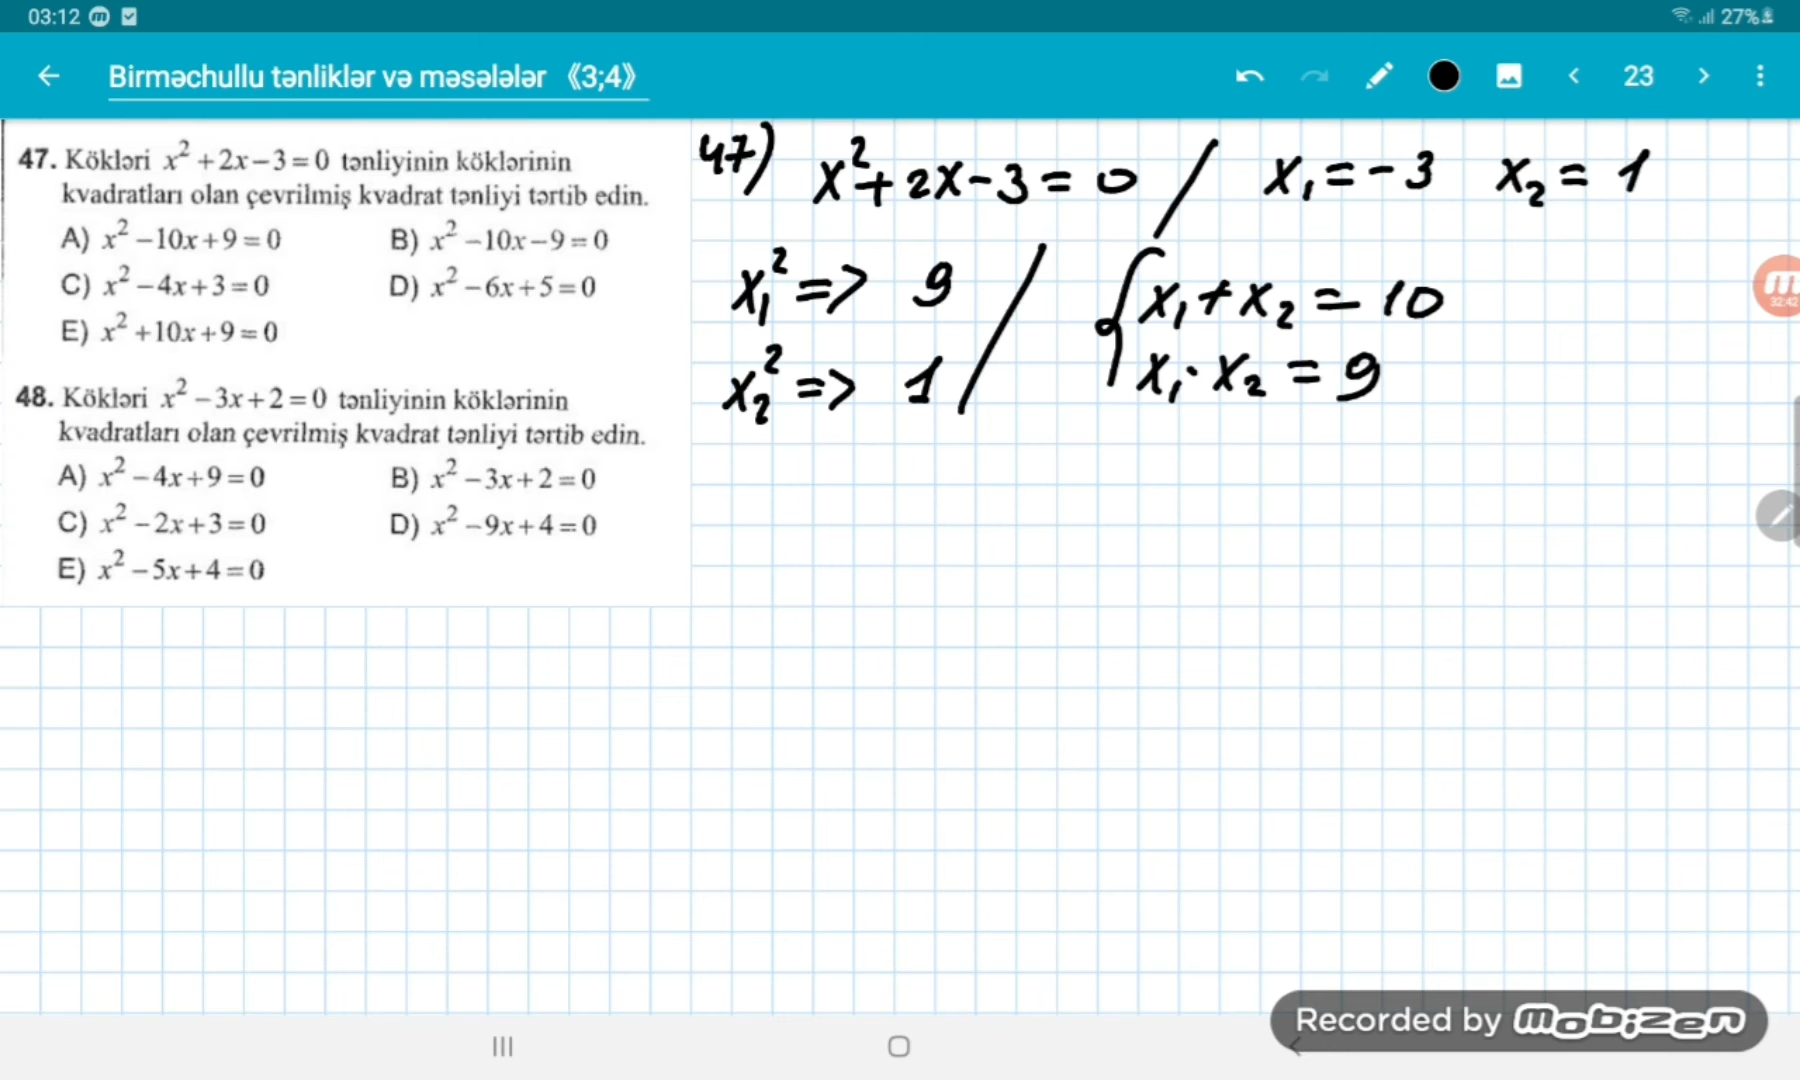 03:12
27%
Birməchullu tənliklər və məsələlər 《3;4》
23
47. Kökləri x² + 2x − 3 = 0 tənliyinin köklərinin
kvadratları olan çevrilmiş kvadrat tənliyi tərtib edin.
A) x² − 10x + 9 = 0 B) x² − 10x − 9 = 0
C) x² − 4x + 3 = 0 D) x² − 6x + 5 = 0
E) x² + 10x + 9 = 0
48. Kökləri x² − 3x + 2 = 0 tənliyinin köklərinin
kvadratları olan çevrilmiş kvadrat tənliyi tərtib edin.
A) x² − 4x + 9 = 0 B) x² − 3x + 2 = 0
C) x² − 2x + 3 = 0 D) x² − 9x + 4 = 0
E) x² − 5x + 4 = 0
47) x² + 2x − 3 = 0 / x₁ = −3 x₂ = 1
x₁² => 9 / { x₁ + x₂ = 10
x₂² => 1 x₁ · x₂ = 9
32:42
Recorded by mobizen